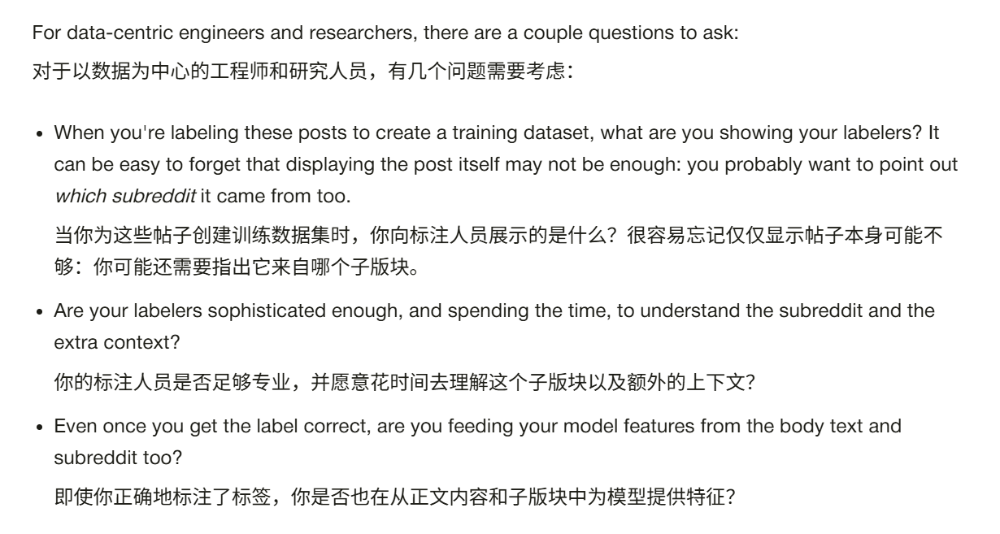 For data-centric engineers and researchers, there are a couple questions to ask:
对于以数据为中心的工程师和研究人员，有几个问题需要考虑：
• When you're labeling these posts to create a training dataset, what are you showing your labelers? It
can be easy to forget that displaying the post itself may not be enough: you probably want to point out
which subreddit it came from too.
当你为这些帖子创建训练数据集时，你向标注人员展示的是什么？很容易忘记仅仅显示帖子本身可能不
够：你可能还需要指出它来自哪个子版块。
• Are your labelers sophisticated enough, and spending the time, to understand the subreddit and the
extra context?
你的标注人员是否足够专业，并愿意花时间去理解这个子版块以及额外的上下文？
• Even once you get the label correct, are you feeding your model features from the body text and
subreddit too?
即使你正确地标注了标签，你是否也在从正文内容和子版块中为模型提供特征？